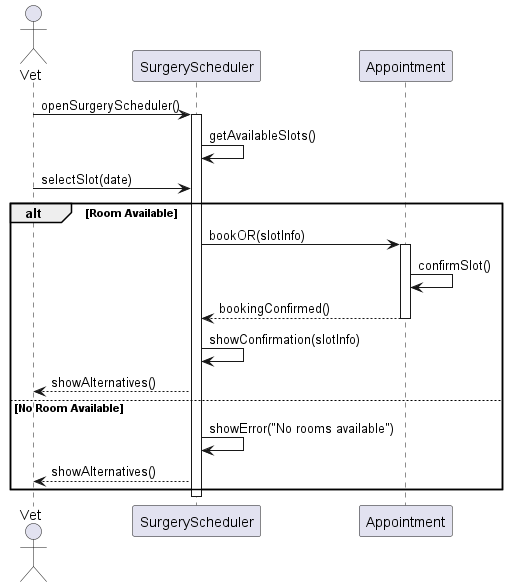 Vet
SurgeryScheduler
Appointment
openSurgeryScheduler()
getAvailableSlots()
selectSlot(date)
alt
[Room Available]
bookOR(slotInfo)
confirmSlot()
bookingConfirmed()
showConfirmation(slotInfo)
showAlternatives()
[No Room Available]
showError("No rooms available")
showAlternatives()
Vet
SurgeryScheduler
Appointment